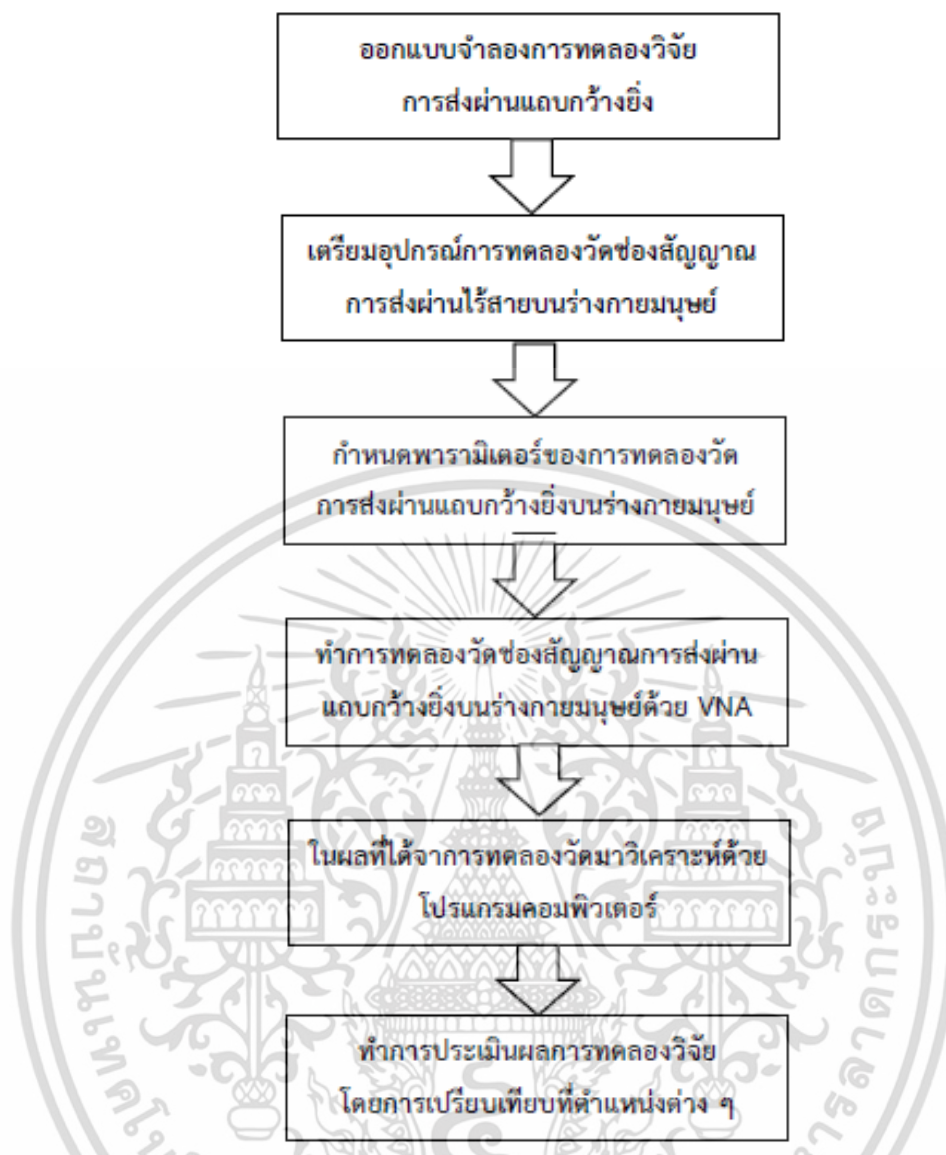 ออกแบบจำลองการทดลองวิจัย
การส่งผ่านแถบกว้างยิ่ง
เตรียมอุปกรณ์การทดลองวัดช่องสัญญาณ
การส่งผ่านไร้สายบนร่างกายมนุษย์
กำหนดพารามิเตอร์ของการทดลองวัด
การส่งผ่านแถบกว้างยิ่งบนร่างกายมนุษย์
ทำการทดลองวัดช่องสัญญาณการส่งผ่าน
แถบกว้างยิ่งบนร่างกายมนุษย์ด้วย VNA
ในผลที่ได้จาการทดลองวัดมาวิเคราะห์ด้วย
โปรแกรมคอมพิวเตอร์
ทำการประเมินผลการทดลองวิจัย
โดยการเปรียบเทียบที่ตำแหน่งต่าง ๆ